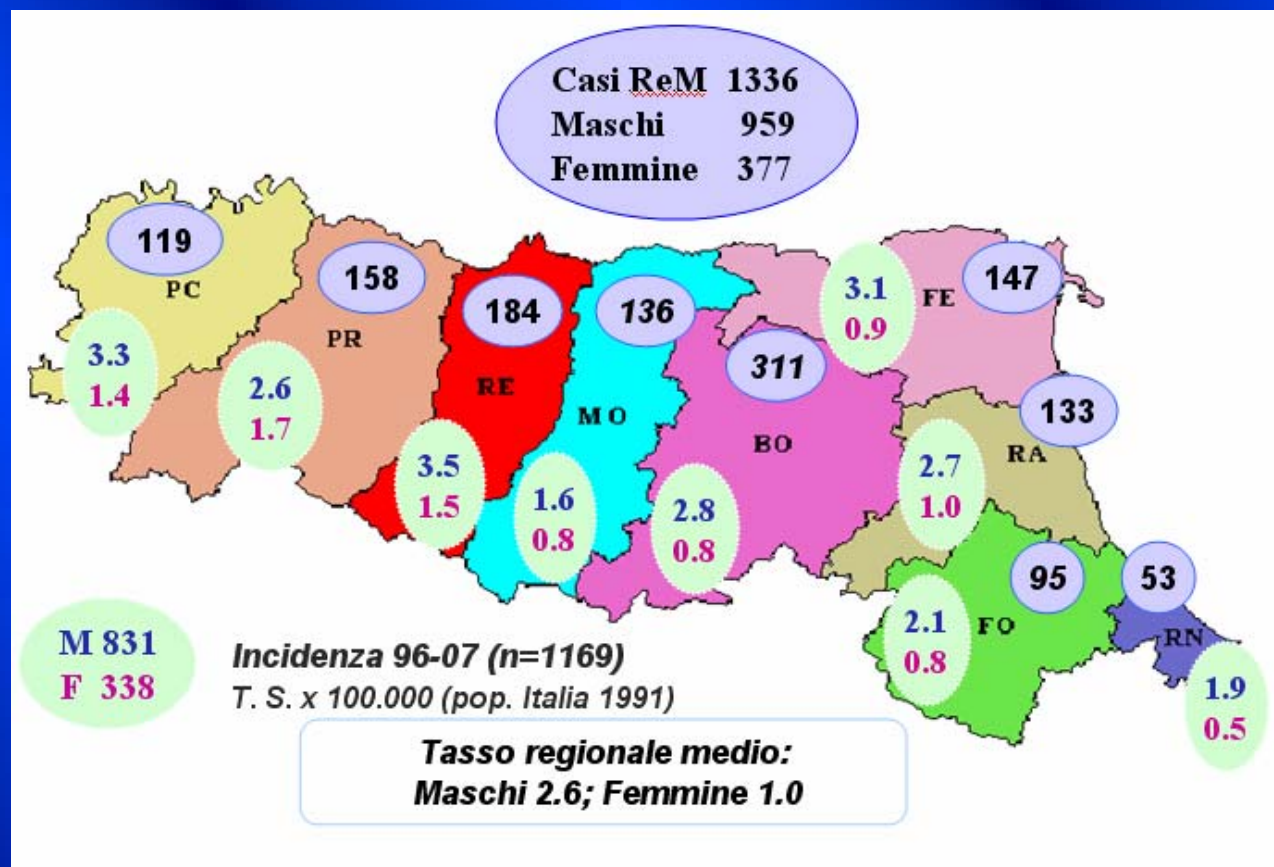 Casi ReM 1336
Maschi 959
Femmine 377
119
PC
3.3
1.4
158
PR
2.6
1.7
184
RE
3.5
1.5
136
MO
1.6
0.8
311
BO
2.8
0.8
147
FE
3.1
0.9
133
RA
2.7
1.0
95
FO
2.1
0.8
53
RN
1.9
0.5
M 831
F 338
Incidenza 96-07 (n=1169)
T. S. x 100.000 (pop. Italia 1991)
Tasso regionale medio:
Maschi 2.6; Femmine 1.0